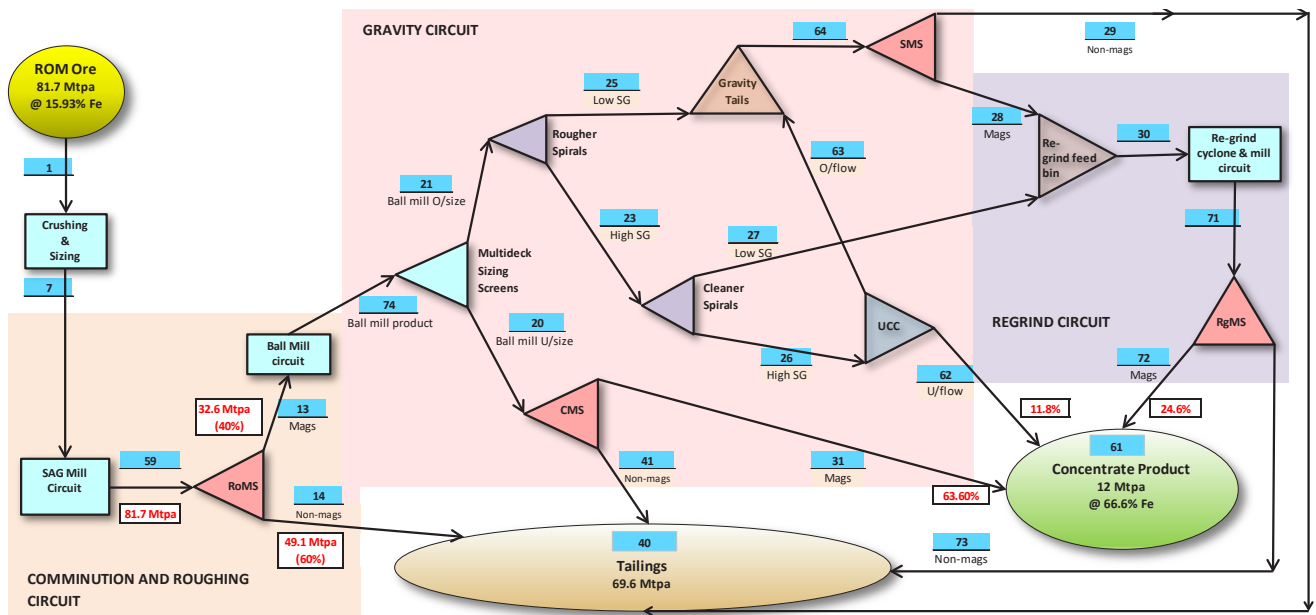 GRAVITY CIRCUIT
ROM Ore
81.7 Mtpa
@ 15.93% Fe
1
Crushing
&
Sizing
7
SAG Mill
Circuit
59
81.7 Mtpa
RoMS
14
Non-mags
49.1 Mtpa
(60%)
COMMINUTION AND ROUGHING
CIRCUIT
32.6 Mtpa
(40%)
13
Mags
Ball Mill
circuit
74
Ball mill product
Multideck
Sizing
Screens
21
Ball mill O/size
20
Ball mill U/size
Rougher
Spirals
25
Low SG
23
High SG
Gravity
Tails
64
SMS
29
Non-mags
28
Mags
63
O/flow
27
Low SG
Cleaner
Spirals
26
High SG
UCC
62
U/flow
11.8%
Re-
grind feed
bin
30
Re-grind
cyclone & mill
circuit
71
REGRIND CIRCUIT
RgMS
72
Mags
24.6%
CMS
41
Non-mags
31
Mags
63.60%
61
Concentrate Product
12 Mtpa
@ 66.6% Fe
73
Non-mags
40
Tailings
69.6 Mtpa